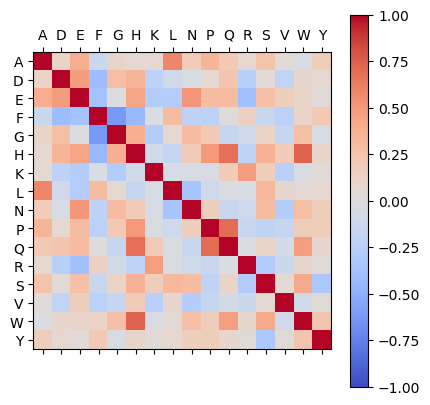 A D E F G H K L N P Q R S V W Y
A
D
E
F
G
H
K
L
N
P
Q
R
S
V
W
Y
1.00
0.75
0.50
0.25
0.00
−0.25
−0.50
−0.75
−1.00